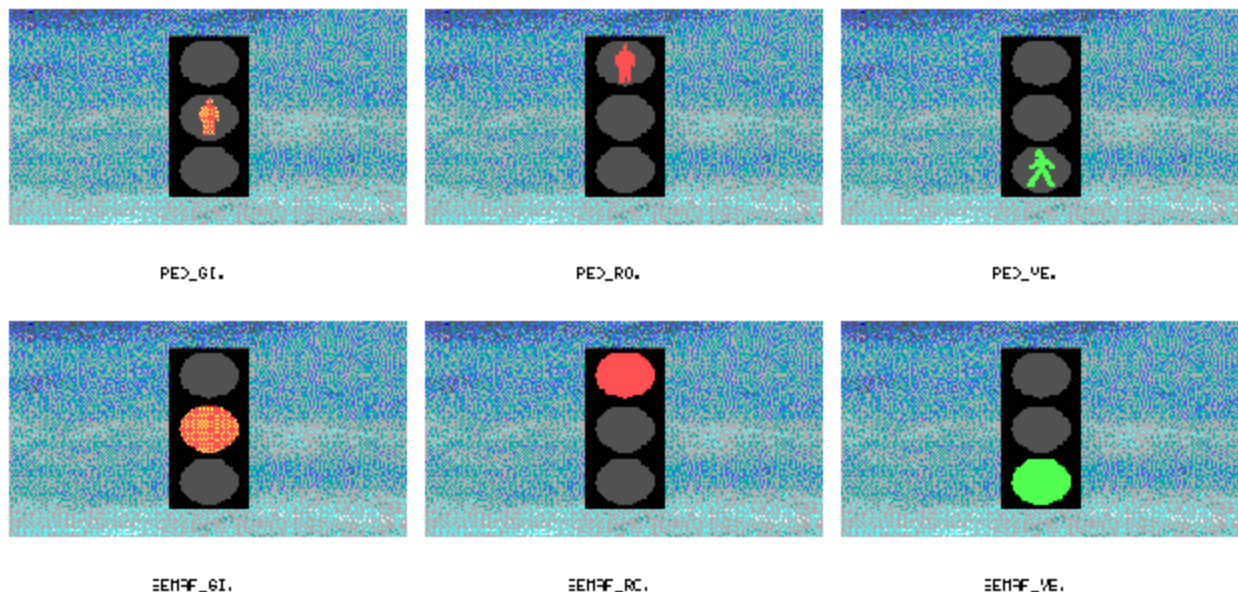 PED_GI. PED_RO. PED_VE.
SEMAF_GI. SEMAF_RO. SEMAF_VE.